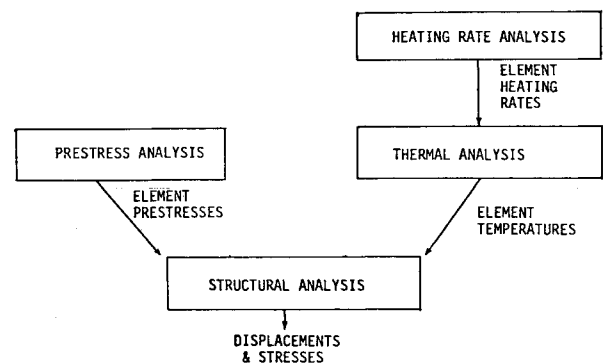 HEATING RATE ANALYSIS
ELEMENT
HEATING
RATES
PRESTRESS ANALYSIS
THERMAL ANALYSIS
ELEMENT
PRESTRESSES
ELEMENT
TEMPERATURES
STRUCTURAL ANALYSIS
DISPLACEMENTS
& STRESSES